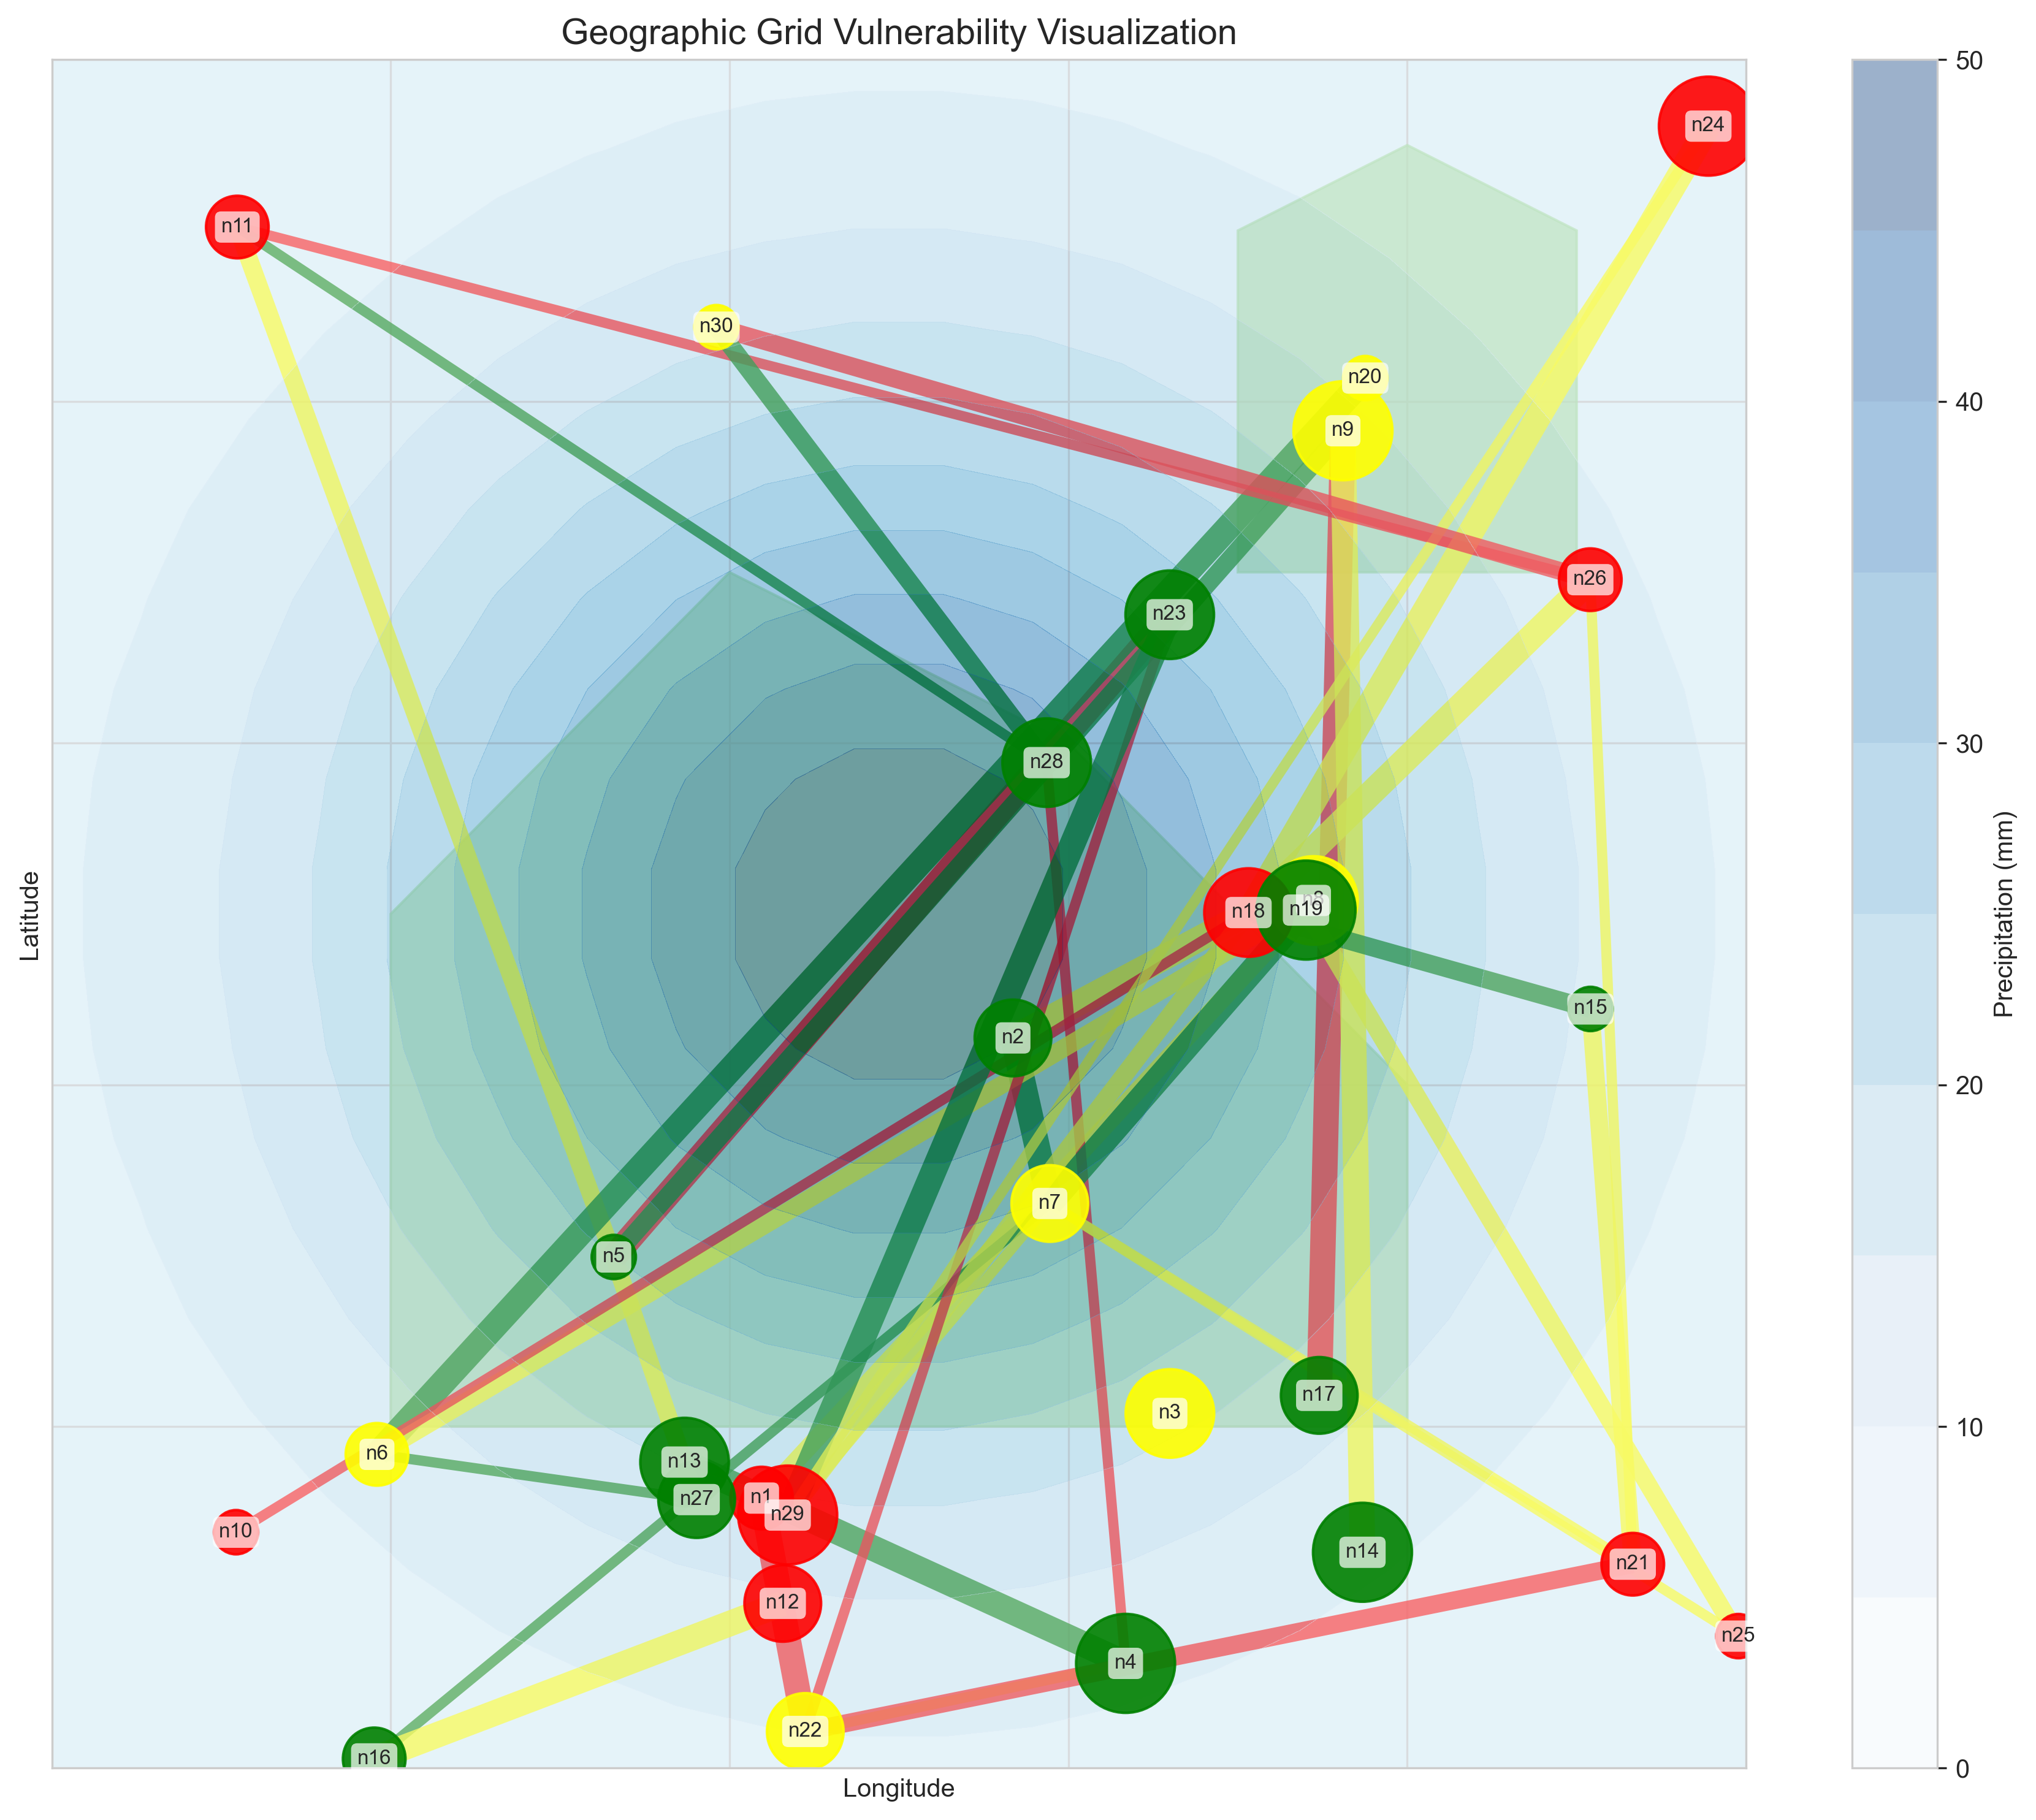 Geographic Grid Vulnerability Visualization
50
n24
n11
n30
n20
n9
40
n26
n23
n28
30
Latitude
Precipitation (mm)
n18
n19
n15
n2
20
n7
n5
n17
n3
10
n6
n13
n27
n1
n29
n10
n14
n21
n12
n25
n4
n22
n16
0
Longitude